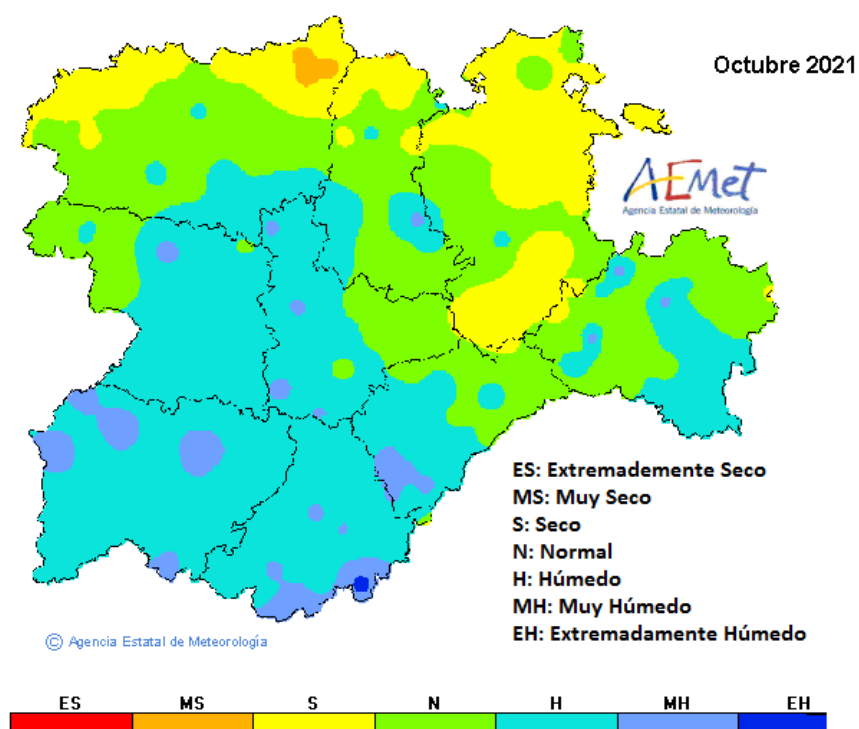 Octubre 2021
AEMet
Agencia Estatal de Meteorología
ES: Extremademente Seco
MS: Muy Seco
S: Seco
N: Normal
H: Húmedo
MH: Muy Húmedo
EH: Extremadamente Húmedo
© Agencia Estatal de Meteorología
ES MS S N H MH EH